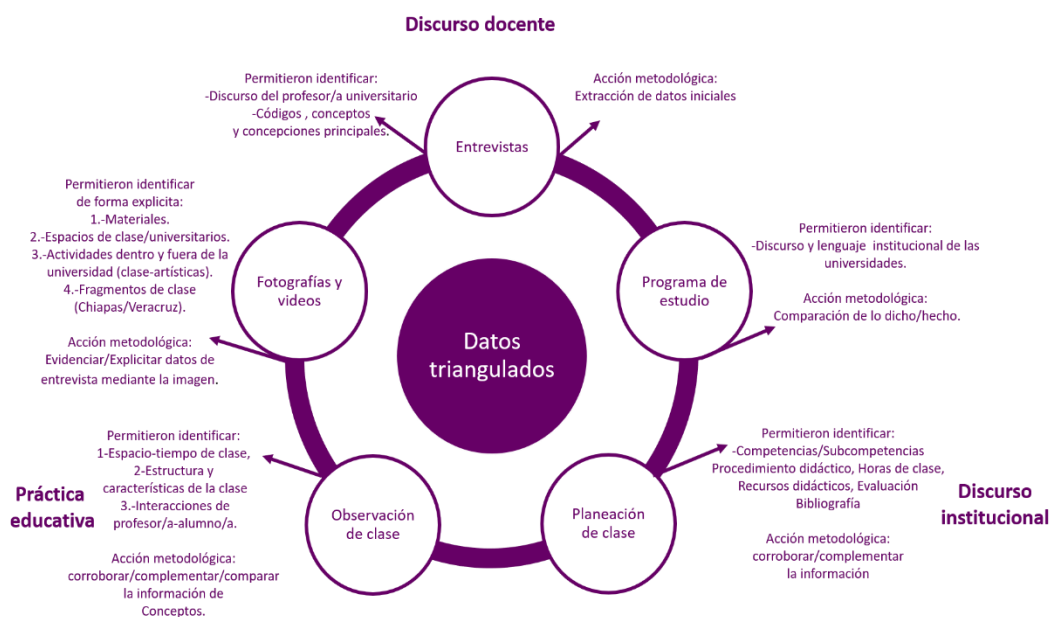 Discurso docente
Permitieron identificar:
-Discurso del profesor/a universitario
-Códigos , conceptos
y concepciones principales.
Acción metodológica:
Extracción de datos iniciales
Entrevistas
Permitieron identificar
de forma explicita:
1.-Materiales.
2.-Espacios de clase/universitarios.
3.-Actividades dentro y fuera de la
universidad (clase-artísticas).
4.-Fragmentos de clase
(Chiapas/Veracruz).
Acción metodológica:
Evidenciar/Explicitar datos de
entrevista mediante la imagen.
Fotografías y
videos
Programa de
estudio
Permitieron identificar:
-Discurso y lenguaje institucional de las
universidades.
Acción metodológica:
Comparación de lo dicho/hecho.
Datos
triangulados
Práctica
educativa
Permitieron identificar:
1-Espacio-tiempo de clase,
2-Estructura y
características de la clase
3.-Interacciones de
profesor/a-alumno/a.
Acción metodológica:
corroborar/complementar/comparar
la información de
Conceptos.
Observación
de clase
Planeación
de clase
Permitieron identificar:
-Competencias/Subcompetencias
Procedimiento didáctico, Horas de clase,
Recursos didácticos, Evaluación
Bibliografía
Acción metodológica:
corroborar/complementar
la información
Discurso
institucional